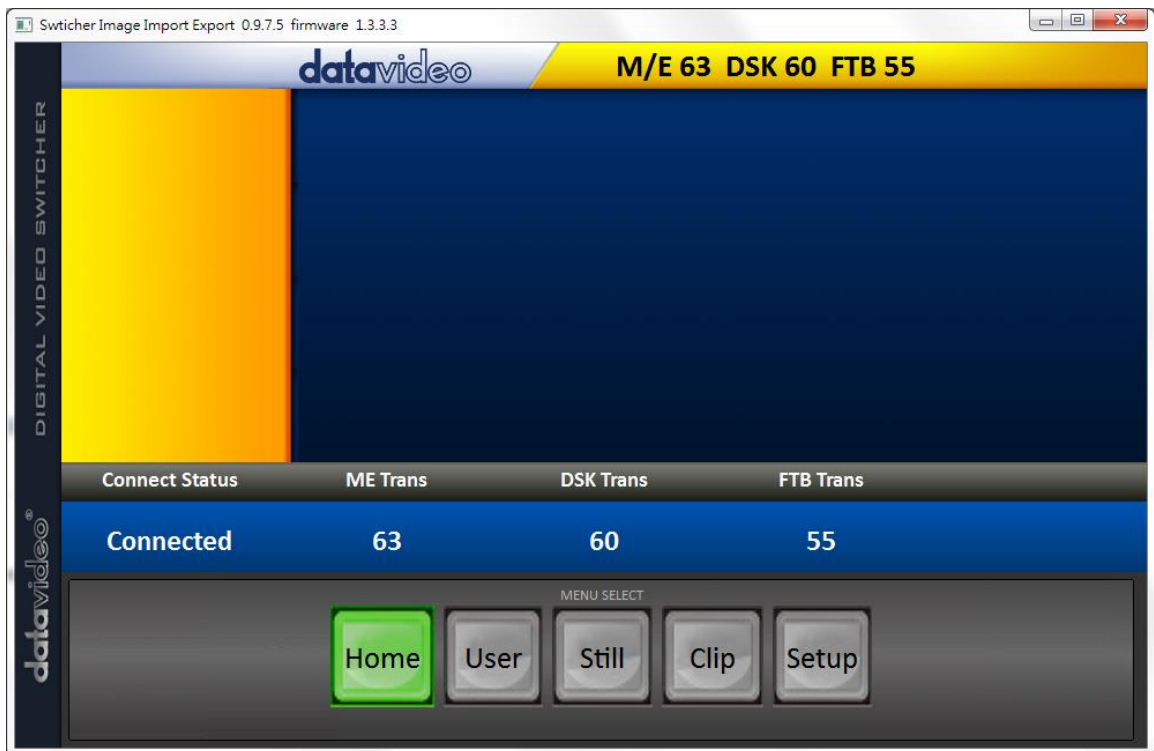 Swticher Image Import Export 0.9.7.5 firmware 1.3.3.3
datavideo
M/E 63 DSK 60 FTB 55
DIGITAL VIDEO SWITCHER
datavideo®
Connect Status ME Trans DSK Trans FTB Trans
Connected 63 60 55
MENU SELECT
Home User Still Clip Setup